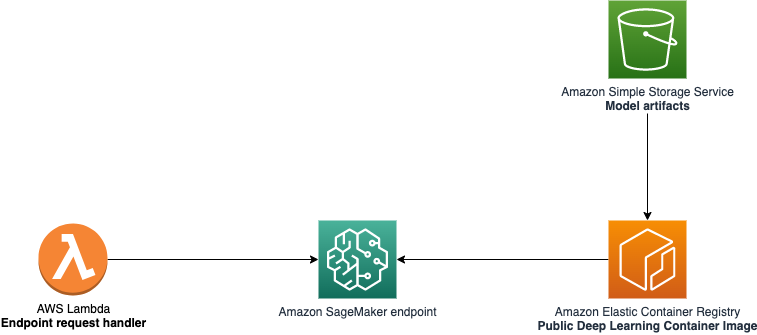 Amazon Simple Storage Service
Model artifacts
AWS Lambda
Endpoint request handler
Amazon SageMaker endpoint
Amazon Elastic Container Registry
Public Deep Learning Container Image